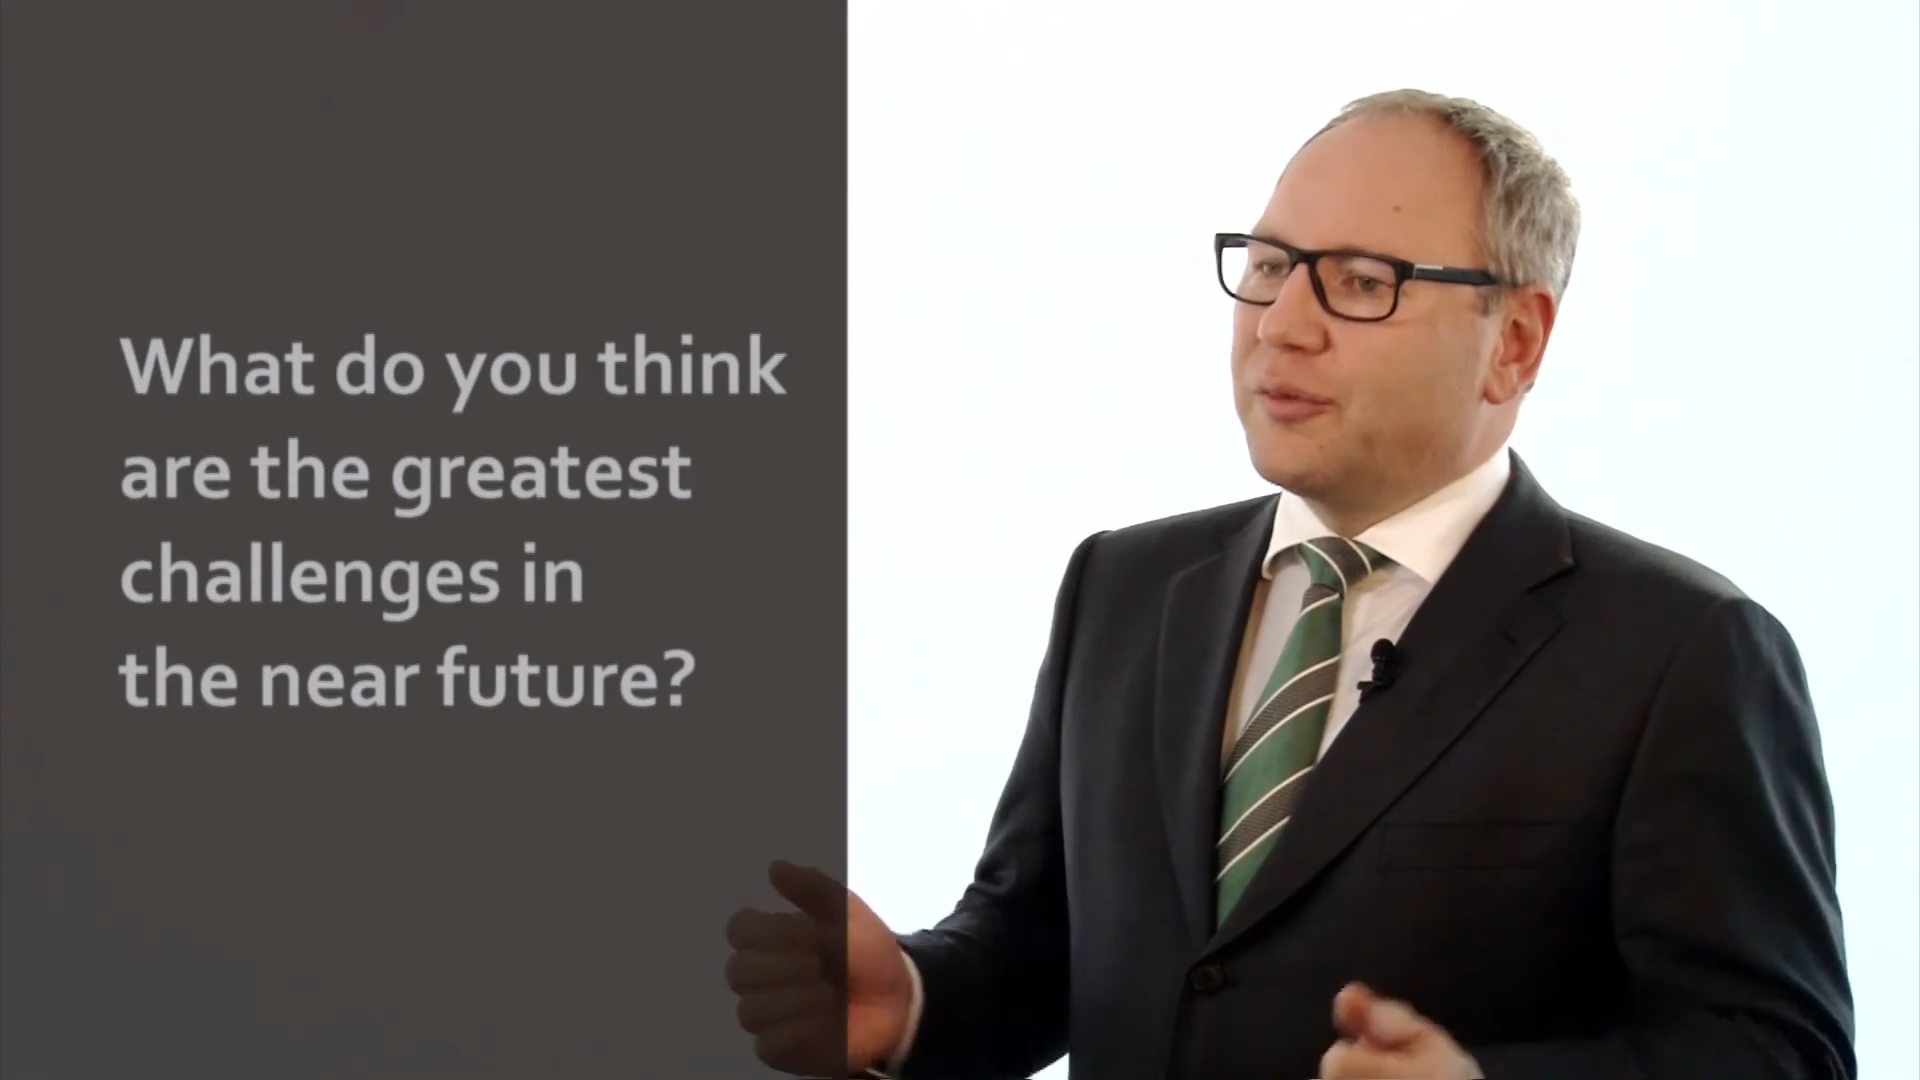 What do you think
are the greatest
challenges in
the near future?